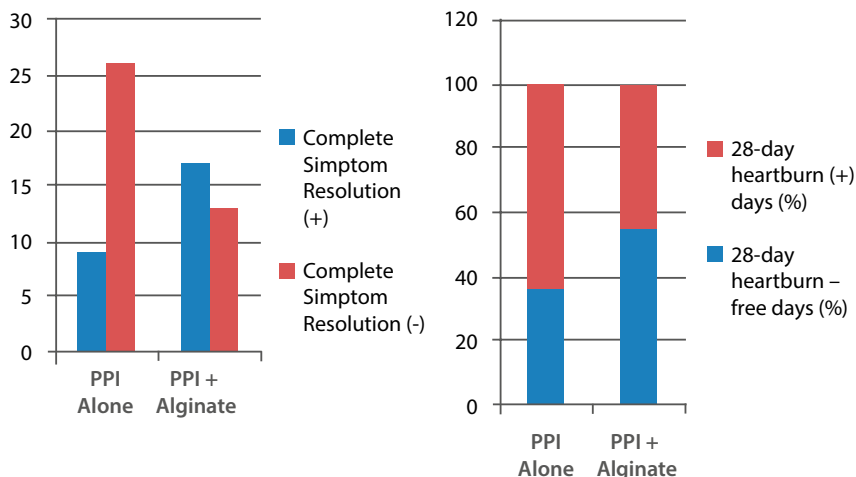 30
25
20
15
10
5
0
PPI
Alone
PPI +
Alginate
Complete
Simptom
Resolution
(+)
Complete
Simptom
Resolution (-)
120
100
80
60
40
20
0
PPI
Alone
PPI +
Alginate
28-day
heartburn (+)
days (%)
28-day
heartburn –
free days (%)